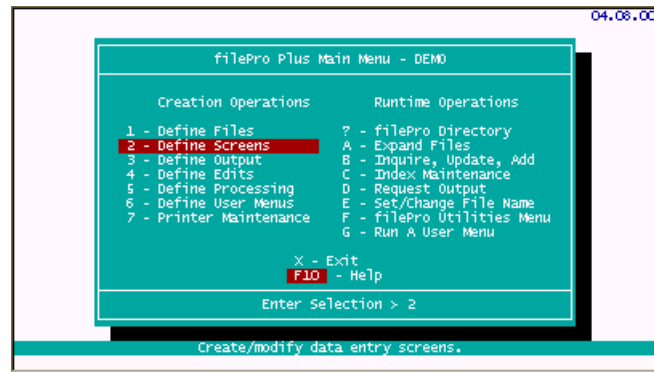 04.08.00
filePro Plus Main Menu - DEMO
Creation Operations
Runtime Operations
1 - Define Files
2 - Define Screens
3 - Define Output
4 - Define Edits
5 - Define Processing
6 - Define User Menus
7 - Printer Maintenance
? - filePro Directory
A - Expand Files
B - Inquire, Update, Add
C - Index Maintenance
D - Request Output
E - Set/Change File Name
F - filePro Utilities Menu
G - Run A User Menu
X - Exit
F10 - Help
Enter Selection > 2
Create/modify data entry screens.